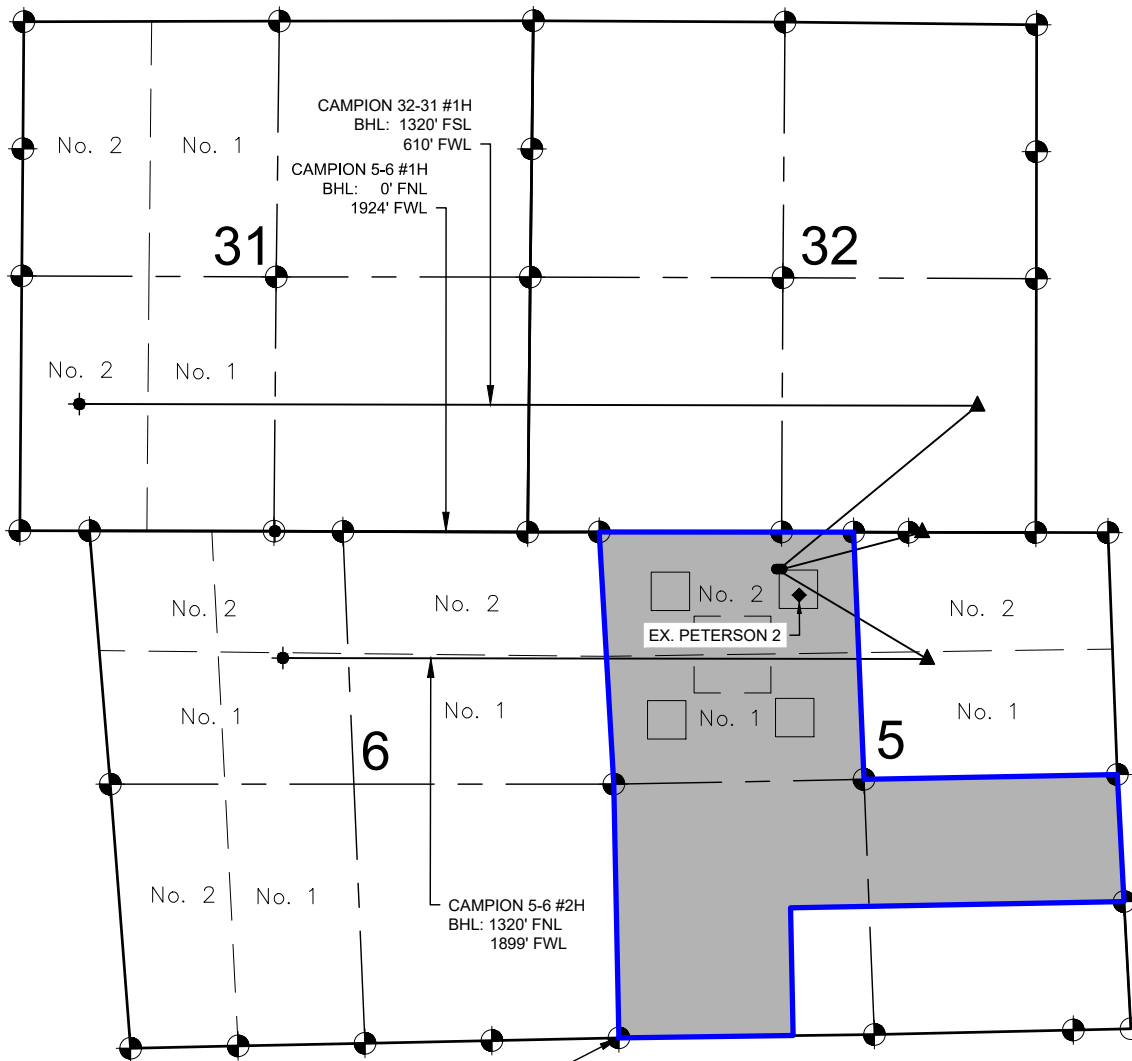 CAMPION 32-31 #1H
BHL: 1320' FSL
610' FWL
No. 2
No. 1
CAMPION 5-6 #1H
BHL: 0' FNL
1924' FWL
31
32
No. 2
No. 1
No. 2
No. 2
No. 2
No. 2
EX. PETERSON 2
No. 1
No. 1
No. 1
No. 1
6
5
No. 2
No. 1
CAMPION 5-6 #2H
BHL: 1320' FNL
1899' FWL